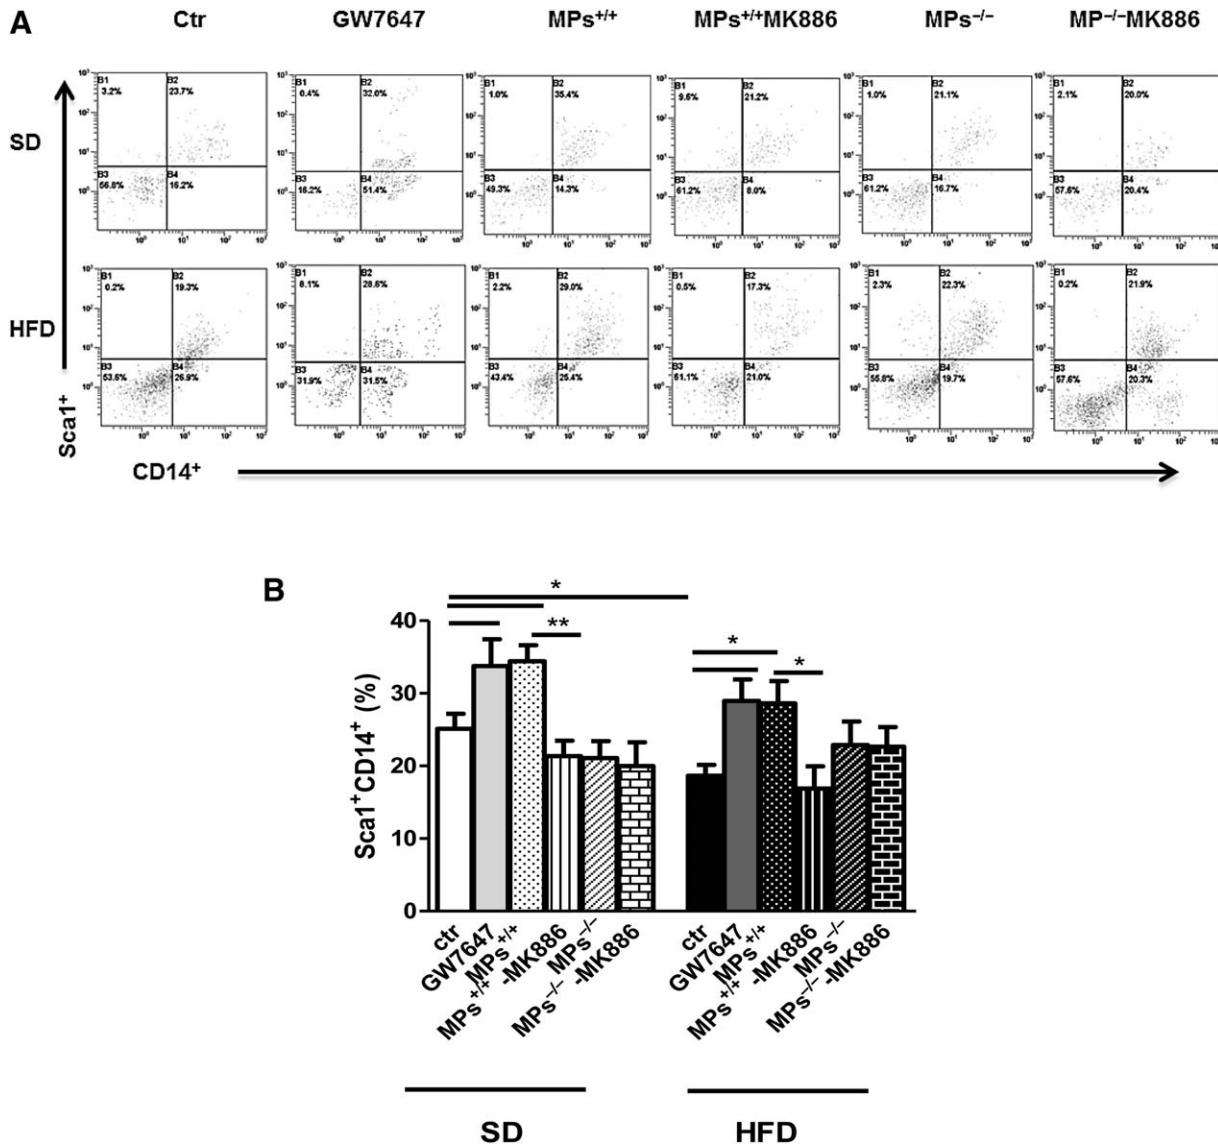 A
Ctr GW7647 MPs+/+ MPs+/+MK886 MPs−/− MP−/−MK886
SD
B1 3.2% B2 23.7% B3 56.8% B4 16.2%
B1 0.4% B2 32.0% B3 16.2% B4 51.4%
B1 1.0% B2 35.4% B3 49.3% B4 14.3%
B1 9.6% B2 21.2% B3 61.2% B4 8.0%
B1 1.0% B2 21.1% B3 61.2% B4 16.7%
B1 2.1% B2 20.0% B3 57.6% B4 20.4%
HFD
B1 0.2% B2 19.3% B3 53.6% B4 26.9%
B1 8.1% B2 28.6% B3 31.9% B4 31.5%
B1 2.2% B2 29.0% B3 43.4% B4 25.4%
B1 0.5% B2 17.3% B3 61.1% B4 21.0%
B1 2.3% B2 22.3% B3 55.8% B4 19.7%
B1 0.2% B2 21.9% B3 57.6% B4 20.3%
Sca1+
CD14+
B
*
**
*
*
Sca1+CD14+ (%)
40
30
20
10
0
ctr
GW7647
MPs+/+
MPs+/+-MK886
MPs−/−
MPs−/−-MK886
ctr
GW7647
MPs+/+
MPs+/+-MK886
MPs−/−
MPs−/−-MK886
SD
HFD